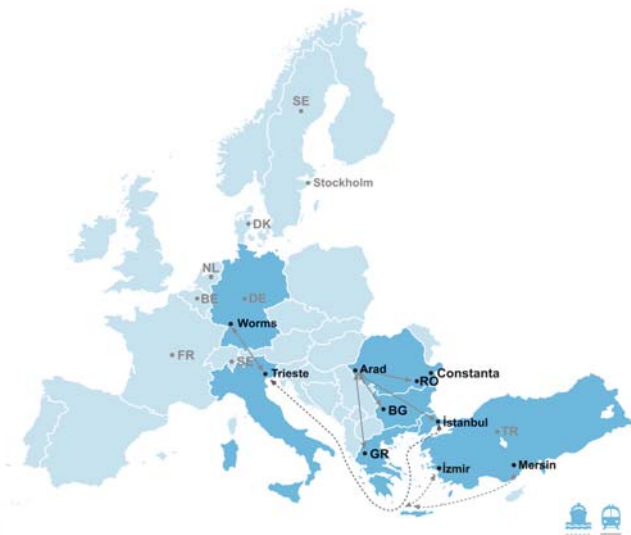 SE
Stockholm
DK
NL
BE
DE
Worms
FR
SE
Trieste
Arad
Constanta
RO
BG
İstanbul
TR
GR
İzmir
Mersin